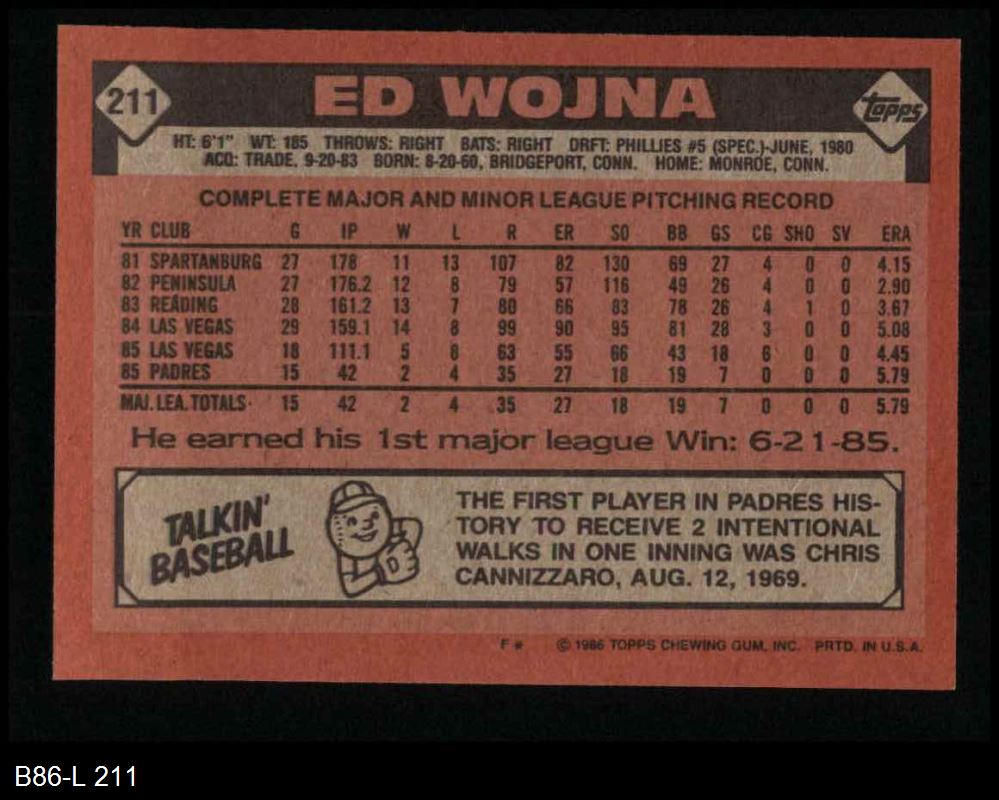 211
ED WOJNA
Topps
HT: 6'1" WT: 185 THROWS: RIGHT BATS: RIGHT DRFT: PHILLIES #5 (SPEC.)-JUNE, 1980
ACQ: TRADE, 9-20-83 BORN: 8-20-60, BRIDGEPORT, CONN. HOME: MONROE, CONN.
COMPLETE MAJOR AND MINOR LEAGUE PITCHING RECORD
YR CLUB G IP W L R ER SO BB GS CG SHO SV ERA
81 SPARTANBURG 27 178 11 13 107 82 130 69 27 4 0 0 4.15
82 PENINSULA 27 176.2 12 8 79 57 116 49 26 4 0 0 2.90
83 READING 28 161.2 13 7 80 66 83 78 26 4 1 0 3.67
84 LAS VEGAS 29 159.1 14 8 99 90 95 81 28 3 0 0 5.08
85 LAS VEGAS 18 111.1 5 8 63 55 66 43 18 6 0 0 4.45
85 PADRES 15 42 2 4 35 27 18 19 7 0 0 0 5.79
MAJ. LEA. TOTALS 15 42 2 4 35 27 18 19 7 0 0 0 5.79
He earned his 1st major league Win: 6-21-85.
TALKIN'
BASEBALL
THE FIRST PLAYER IN PADRES HIS-
TORY TO RECEIVE 2 INTENTIONAL
WALKS IN ONE INNING WAS CHRIS
CANNIZZARO, AUG. 12, 1969.
F # © 1986 TOPPS CHEWING GUM, INC. PRTD. IN U.S.A.
B86-L 211